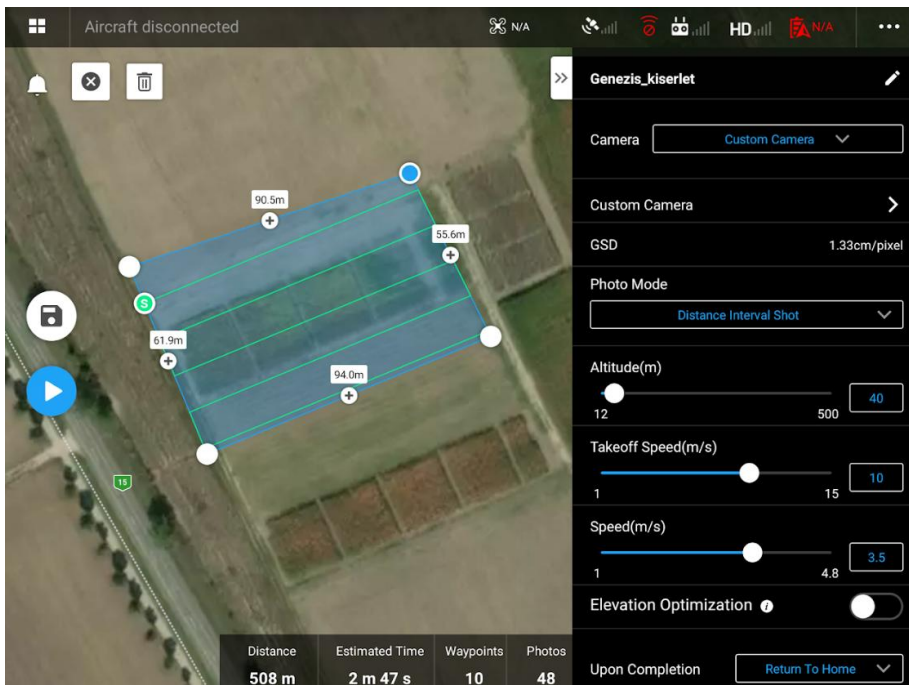 Aircraft disconnected
N/A
HD
N/A
Genezis_kiserlet
Camera
Custom Camera
Custom Camera
GSD
1.33cm/pixel
Photo Mode
Distance Interval Shot
Altitude(m)
12
500
40
Takeoff Speed(m/s)
1
15
10
Speed(m/s)
1
4.8
3.5
Elevation Optimization
Upon Completion
Return To Home
90.5m
55.6m
S
61.9m
94.0m
15
Distance
Estimated Time
Waypoints
Photos
508 m
2 m 47 s
10
48